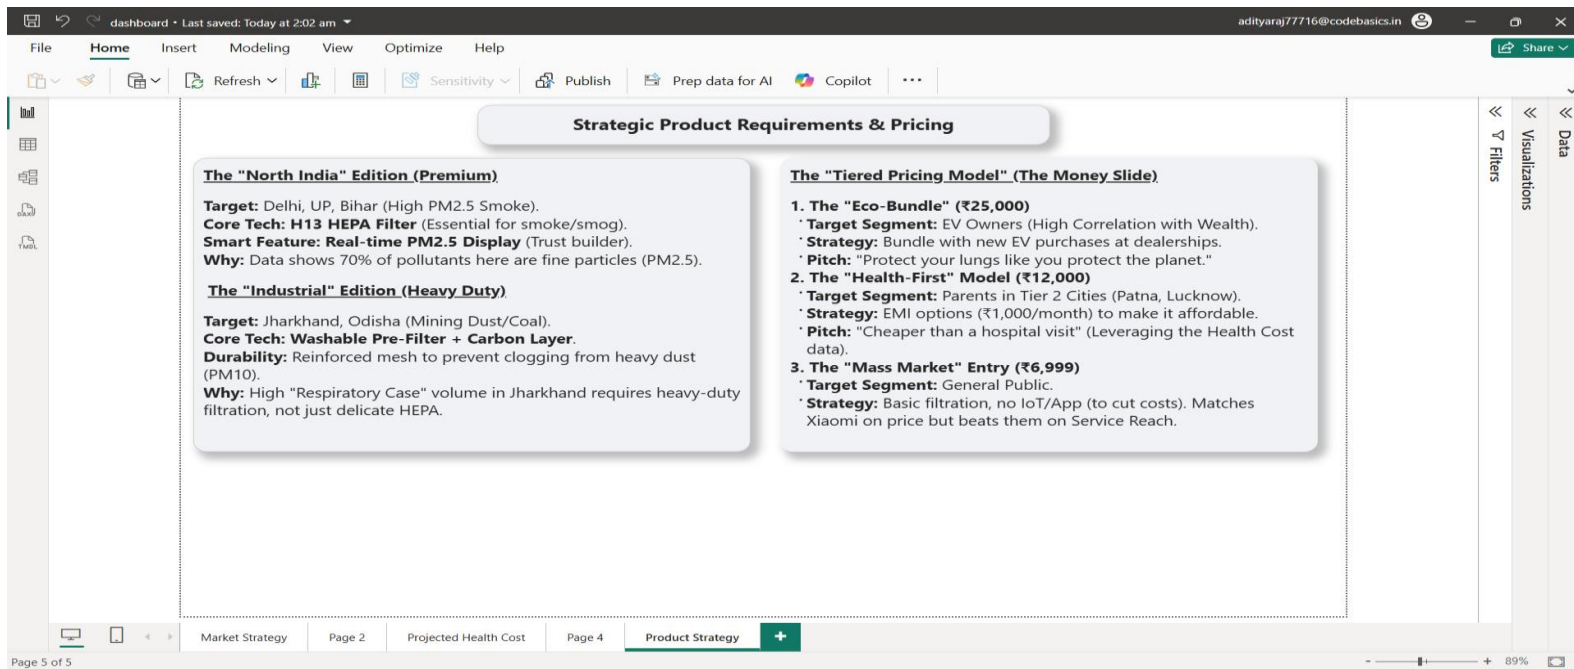 dashboard • Last saved: Today at 2:02 am
adityaraj77716@codebasics.in
File Home Insert Modeling View Optimize Help
Share
Refresh
Sensitivity
Publish
Prep data for AI
Copilot
Strategic Product Requirements & Pricing
The "North India" Edition (Premium)
Target: Delhi, UP, Bihar (High PM2.5 Smoke).
Core Tech: H13 HEPA Filter (Essential for smoke/smog).
Smart Feature: Real-time PM2.5 Display (Trust builder).
Why: Data shows 70% of pollutants here are fine particles (PM2.5).
The "Industrial" Edition (Heavy Duty)
Target: Jharkhand, Odisha (Mining Dust/Coal).
Core Tech: Washable Pre-Filter + Carbon Layer.
Durability: Reinforced mesh to prevent clogging from heavy dust
(PM10).
Why: High "Respiratory Case" volume in Jharkhand requires heavy-duty
filtration, not just delicate HEPA.
The "Tiered Pricing Model" (The Money Slide)
1. The "Eco-Bundle" (₹25,000)
• Target Segment: EV Owners (High Correlation with Wealth).
• Strategy: Bundle with new EV purchases at dealerships.
• Pitch: "Protect your lungs like you protect the planet."
2. The "Health-First" Model (₹12,000)
• Target Segment: Parents in Tier 2 Cities (Patna, Lucknow).
• Strategy: EMI options (₹1,000/month) to make it affordable.
• Pitch: "Cheaper than a hospital visit" (Leveraging the Health Cost
data).
3. The "Mass Market" Entry (₹6,999)
• Target Segment: General Public.
• Strategy: Basic filtration, no IoT/App (to cut costs). Matches
Xiaomi on price but beats them on Service Reach.
Filters
Visualizations
Data
DAX
TMDL
Market Strategy
Page 2
Projected Health Cost
Page 4
Product Strategy
Page 5 of 5
89%